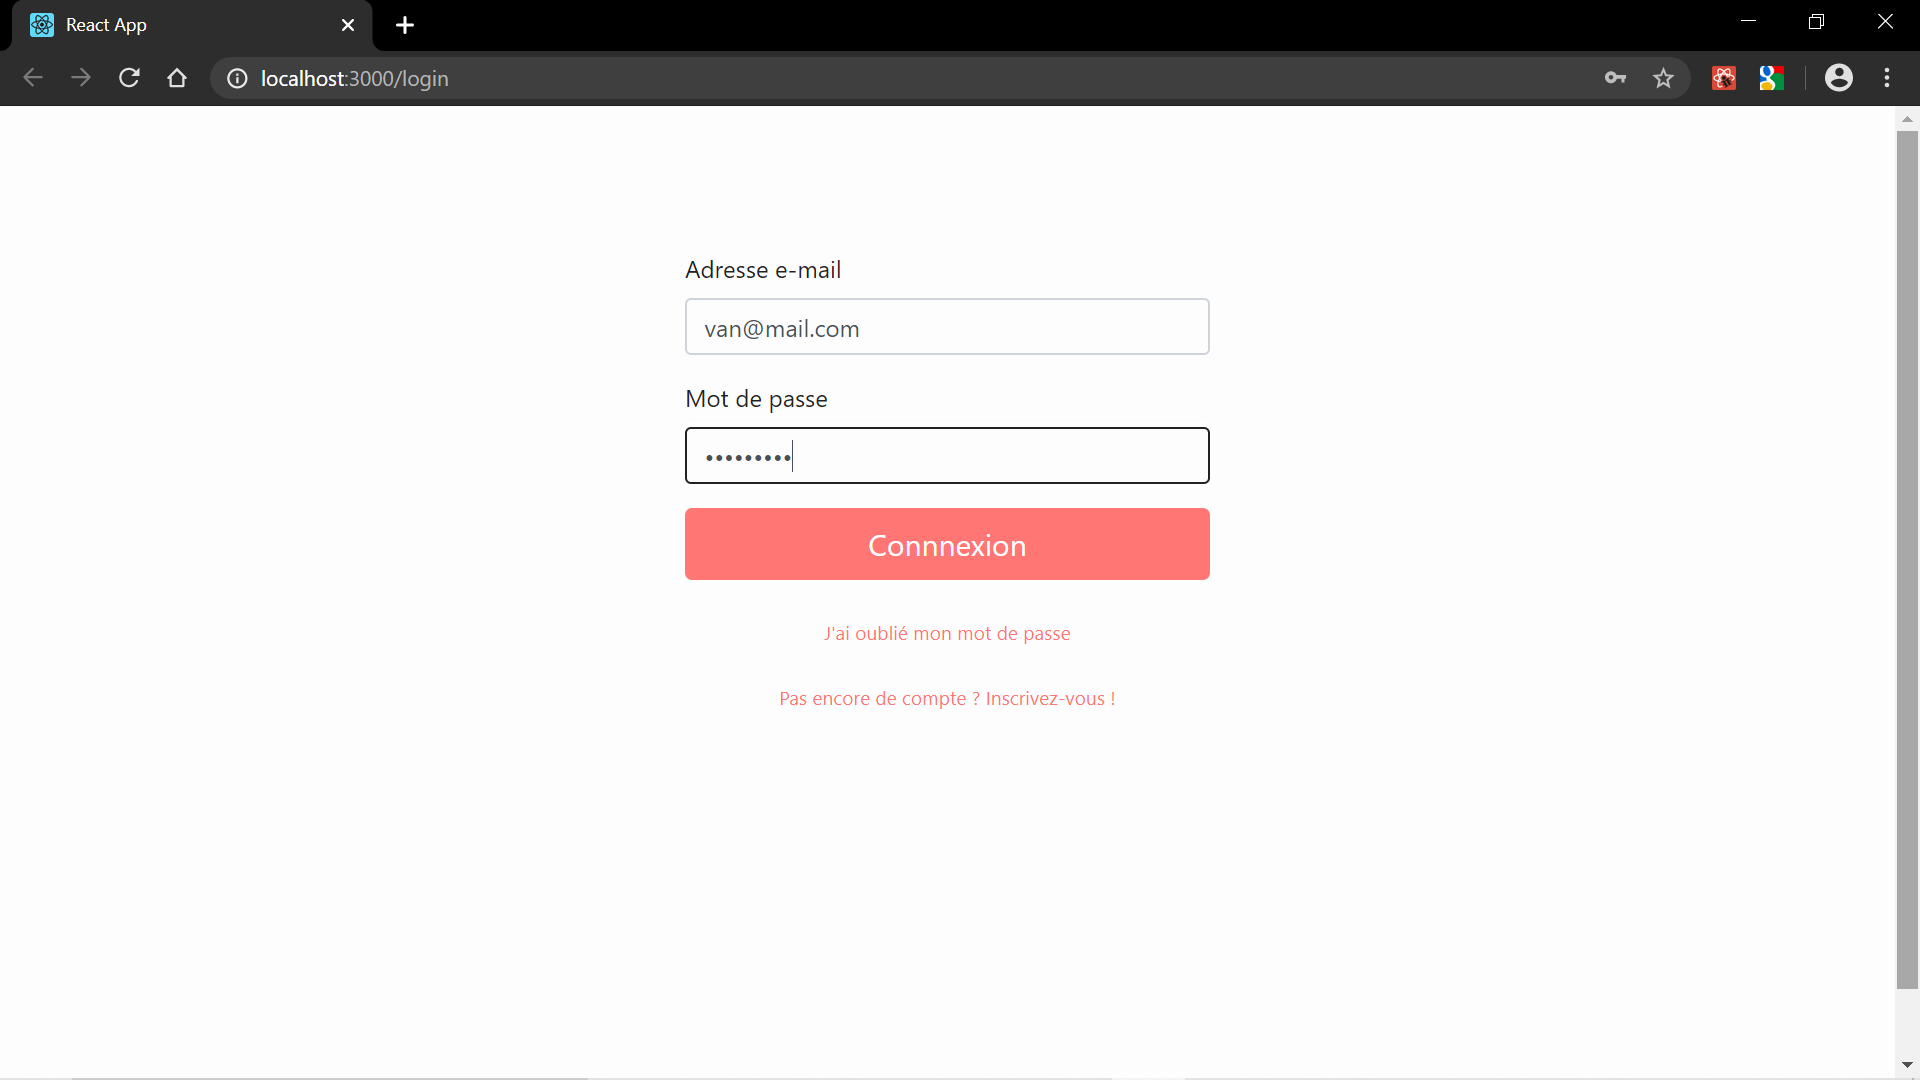 React App
localhost:3000/login
Adresse e-mail
van@mail.com
Mot de passe
•••••••••
Connnexion
J'ai oublié mon mot de passe
Pas encore de compte ? Inscrivez-vous !